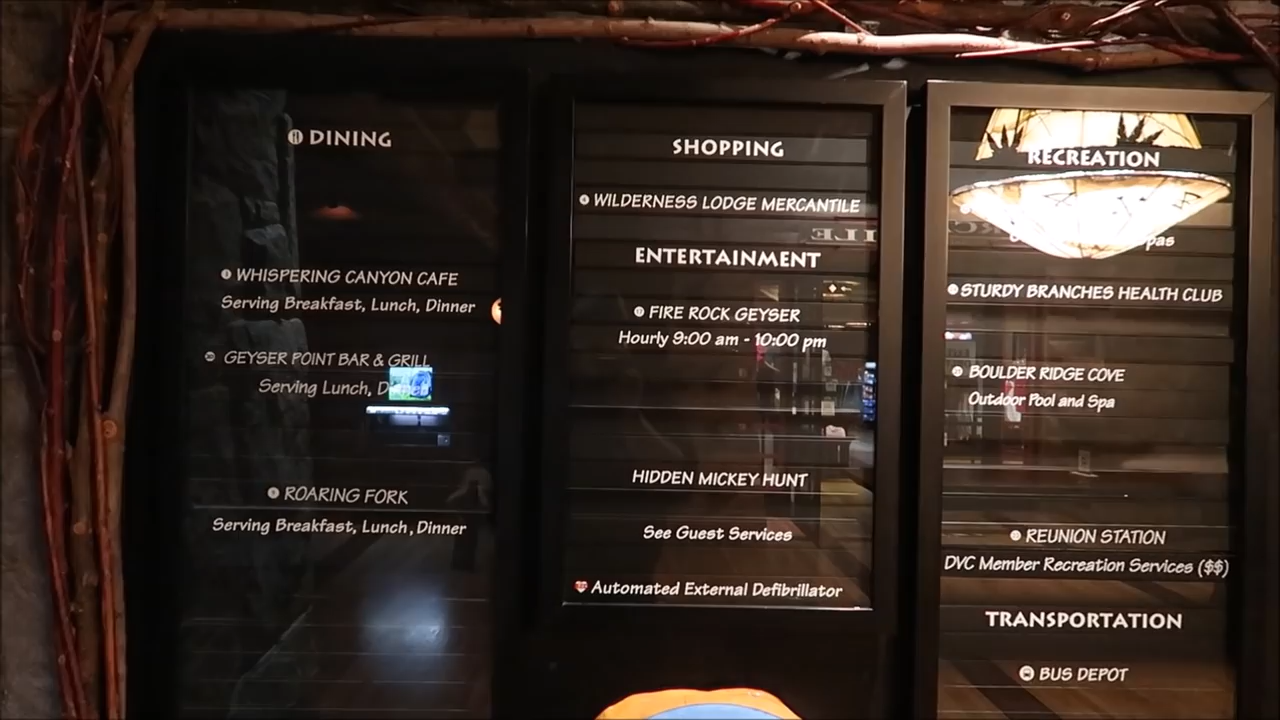 DINING
WHISPERING CANYON CAFE
Serving Breakfast, Lunch, Dinner
GEYSER POINT BAR & GRILL
Serving Lunch, Dinner
ROARING FORK
Serving Breakfast, Lunch, Dinner
SHOPPING
WILDERNESS LODGE MERCANTILE
ENTERTAINMENT
FIRE ROCK GEYSER
Hourly 9:00 am - 10:00 pm
HIDDEN MICKEY HUNT
See Guest Services
Automated External Defibrillator
RECREATION
STURDY BRANCHES HEALTH CLUB
BOULDER RIDGE COVE
Outdoor Pool and Spa
REUNION STATION
DVC Member Recreation Services ($$)
TRANSPORTATION
BUS DEPOT